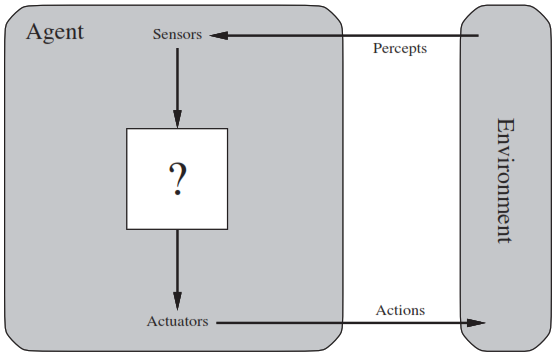 Agent
Sensors
Percepts
?
Environment
Actuators
Actions